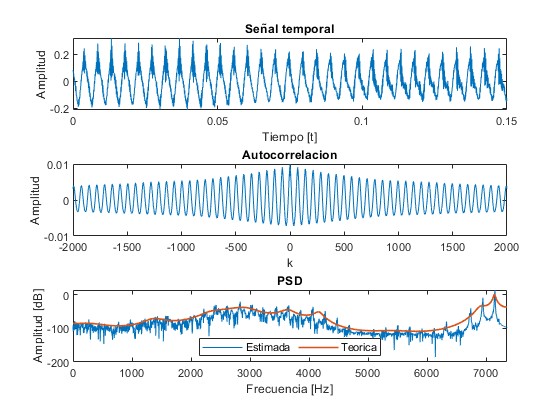 Señal temporal
0.2
0
-0.2
Amplitud
0 0.05 0.1 0.15
Tiempo [t]
Autocorrelacion
0.01
0
-0.01
Amplitud
-2000 -1500 -1000 -500 0 500 1000 1500 2000
k
PSD
0
-100
-200
Amplitud [dB]
Estimada Teorica
0 1000 2000 3000 4000 5000 6000 7000
Frecuencia [Hz]